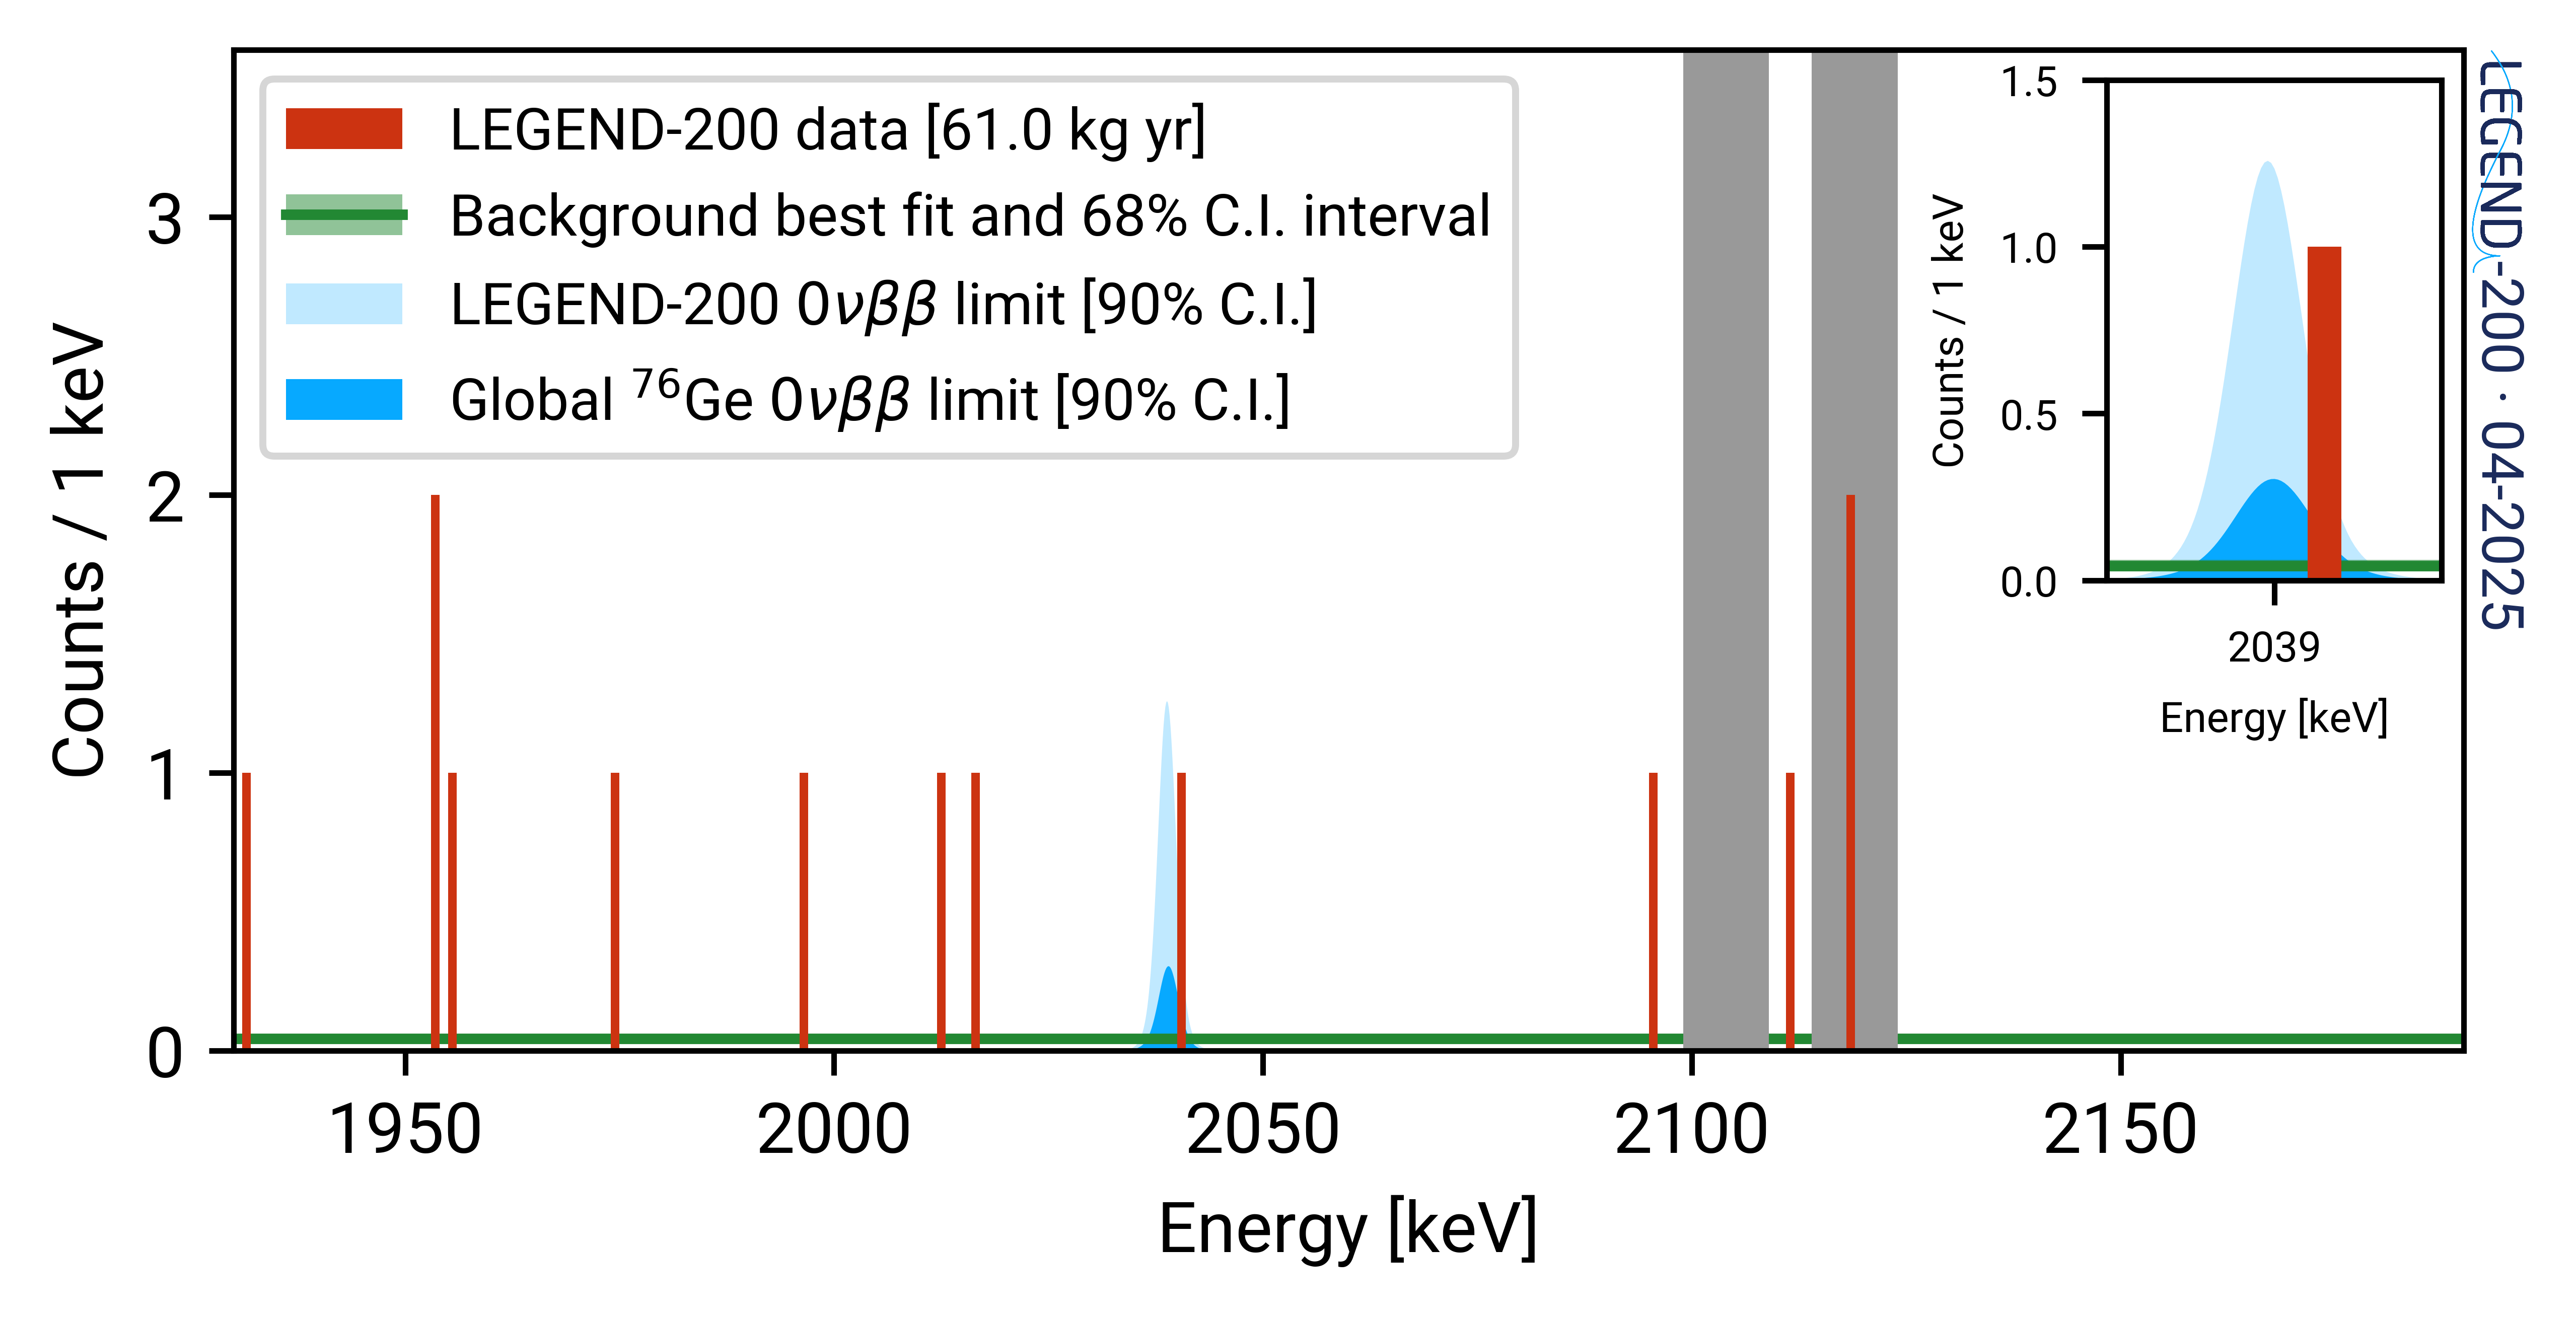 LEGEND-200 data [61.0 kg yr]
Background best fit and 68% C.I. interval
LEGEND-200 0νββ limit [90% C.I.]
Global ⁷⁶Ge 0νββ limit [90% C.I.]
Counts / 1 keV
3
2
1
0
1950
2000
2050
2100
2150
Energy [keV]
Counts / 1 keV
1.5
1.0
0.5
0.0
2039
Energy [keV]
LEGEND-200 · 04-2025